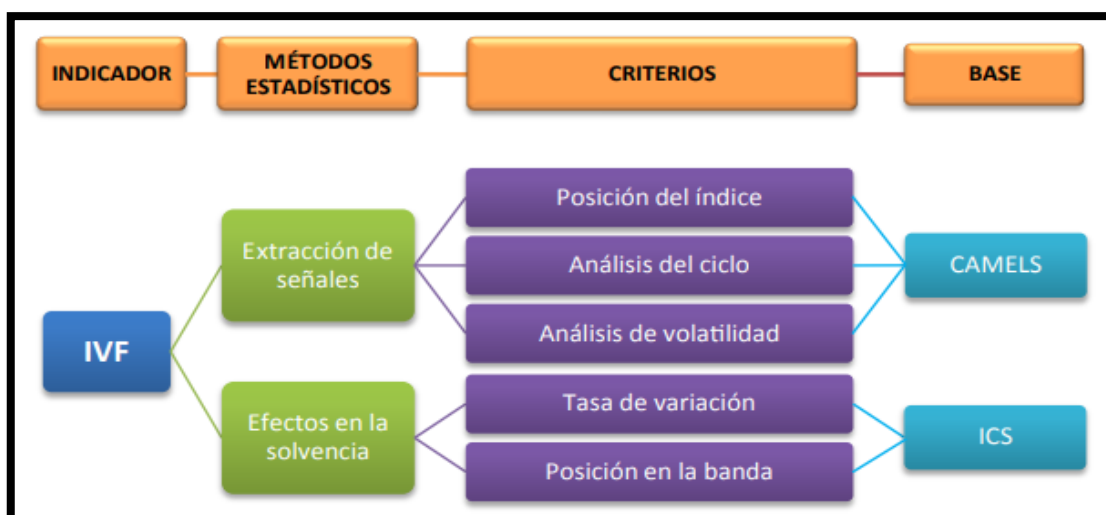 INDICADOR
MÉTODOS
ESTADÍSTICOS
CRITERIOS
BASE
IVF
Extracción de
señales
Efectos en la
solvencia
Posición del índice
Análisis del ciclo
Análisis de volatilidad
Tasa de variación
Posición en la banda
CAMELS
ICS